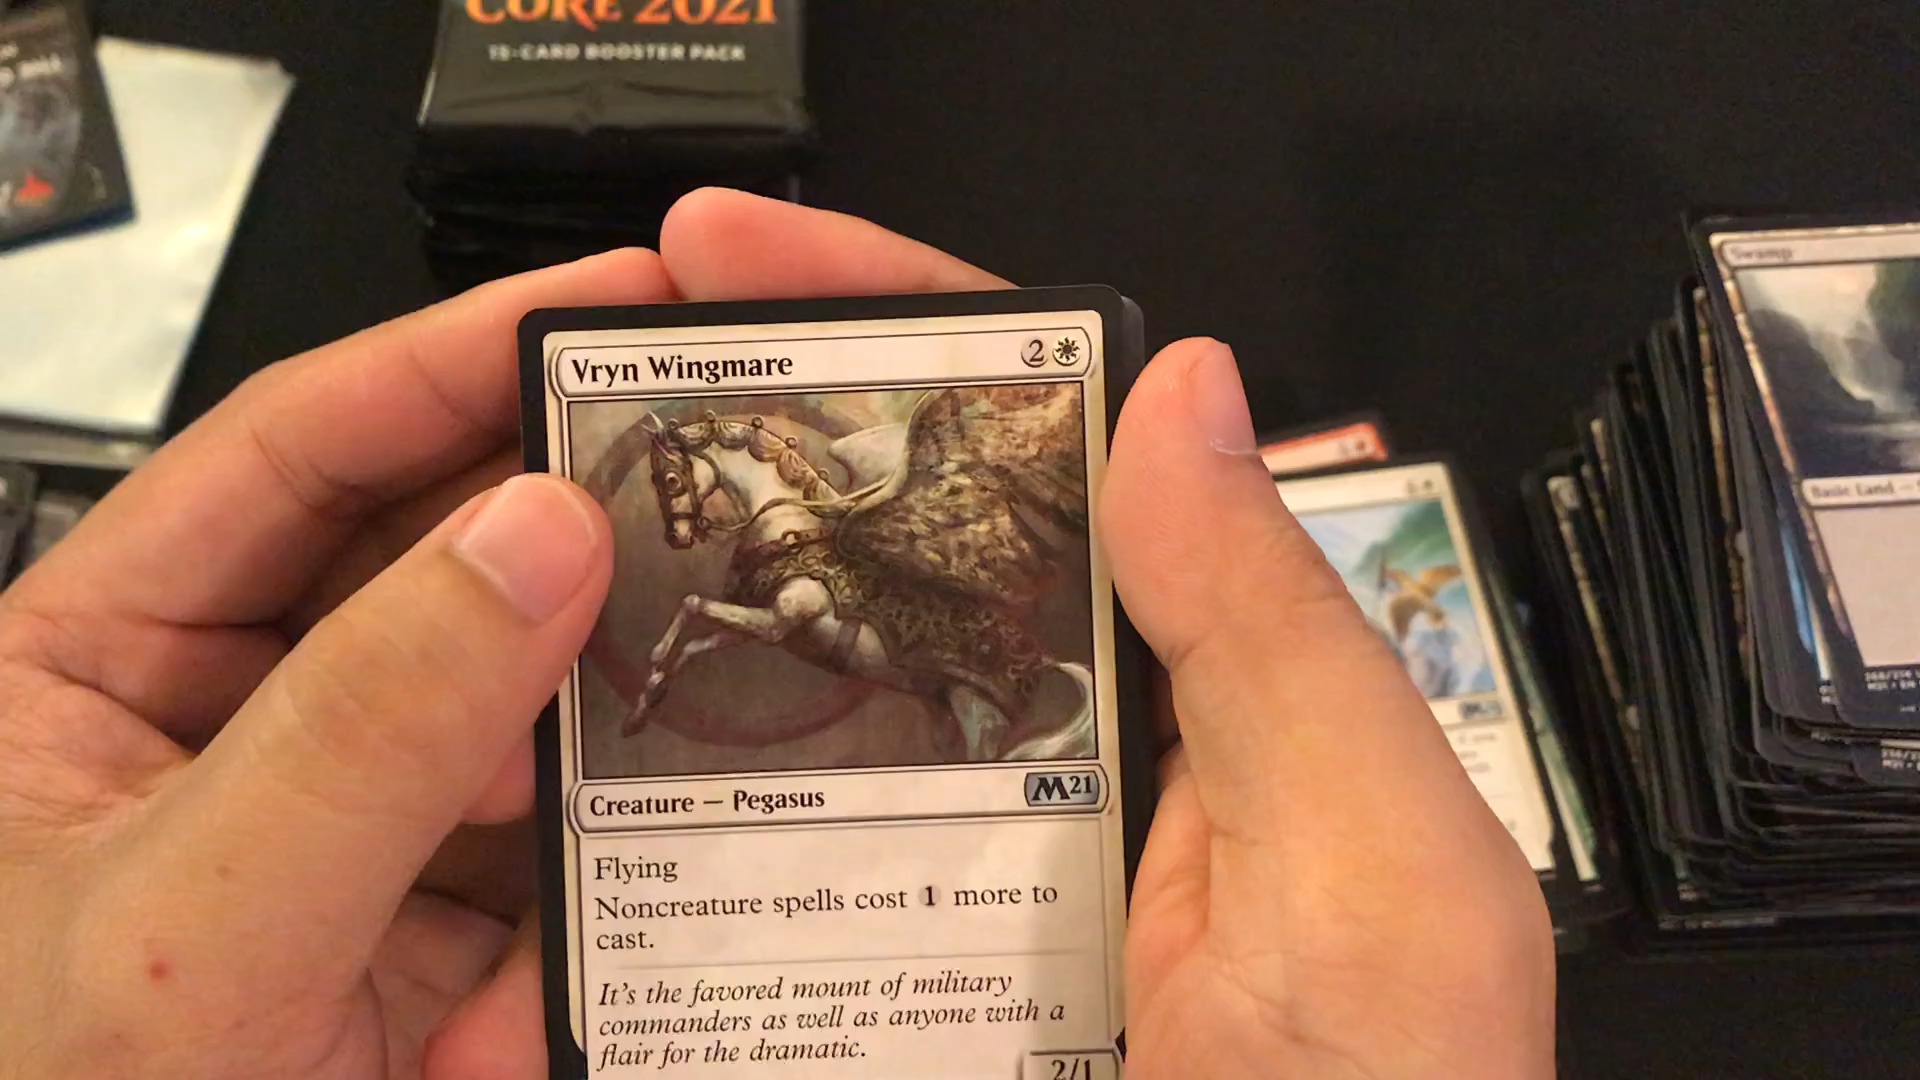 CORE 2021
15-CARD BOOSTER PACK
Vryn Wingmare
2
Creature — Pegasus
M21
Flying
Noncreature spells cost 1 more to
cast.
It's the favored mount of military
commanders as well as anyone with a
flair for the dramatic.
2/1
Swamp
Basic Land —